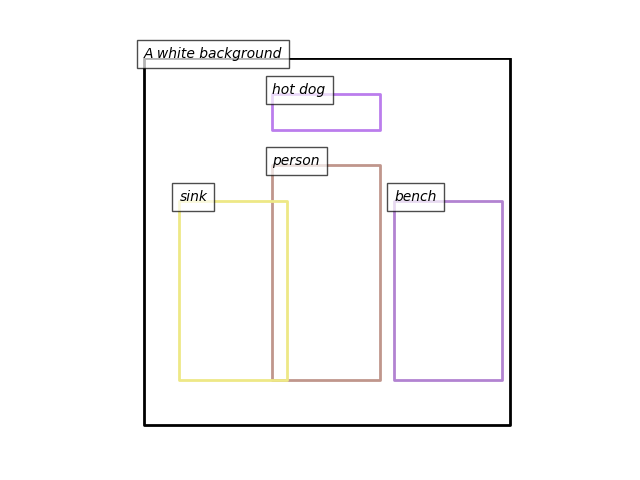 A white background
hot dog
person
sink
bench